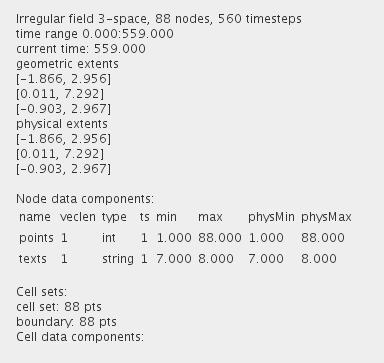 Irregular field 3-space, 88 nodes, 560 timesteps
time range 0.000:559.000
current time: 559.000
geometric extents
[-1.866, 2.956]
[0.011, 7.292]
[-0.903, 2.967]
physical extents
[-1.866, 2.956]
[0.011, 7.292]
[-0.903, 2.967]
Node data components:
name veclen type ts min max physMin physMax
points 1 int 1 1.000 88.000 1.000 88.000
texts 1 string 1 7.000 8.000 7.000 8.000
Cell sets:
cell set: 88 pts
boundary: 88 pts
Cell data components: